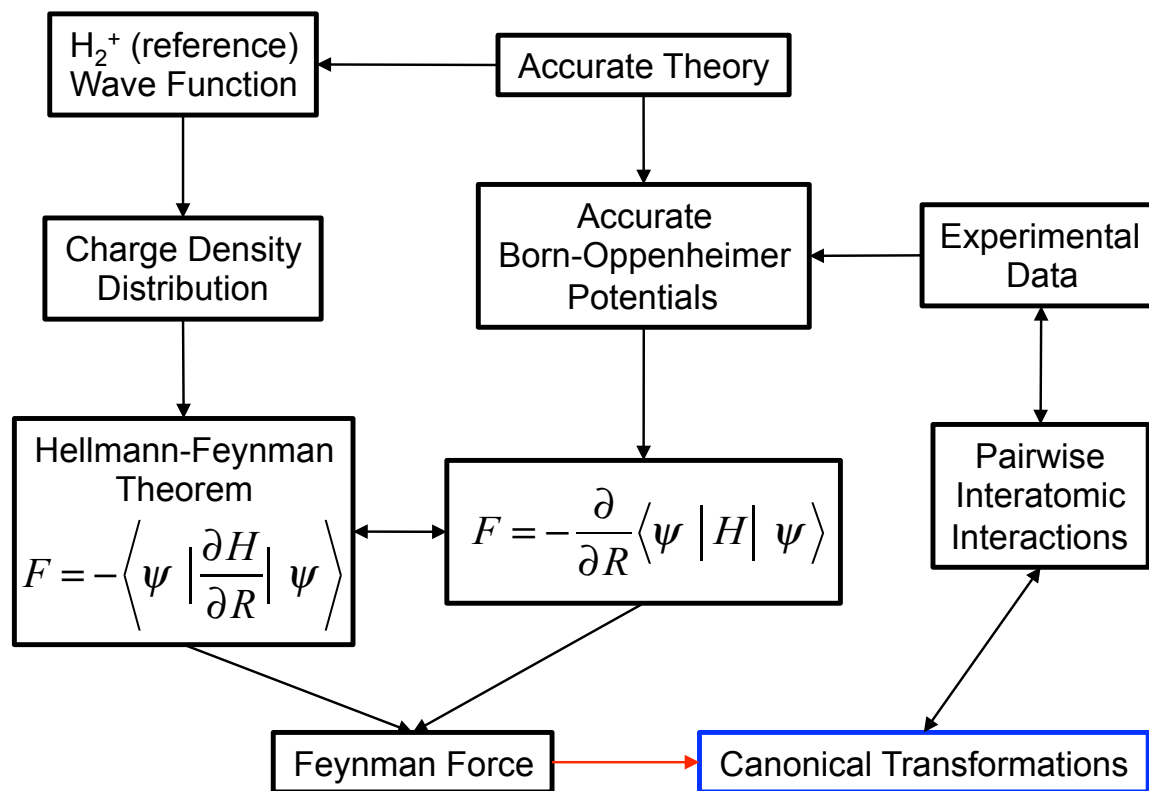 H₂⁺ (reference)
Wave Function
Accurate Theory
Charge Density
Distribution
Accurate
Born-Oppenheimer
Potentials
Experimental
Data
Hellmann-Feynman
Theorem
F = −⟨ψ |∂H/∂R| ψ⟩
F = −∂/∂R ⟨ψ |H| ψ⟩
Pairwise
Interatomic
Interactions
Feynman Force
Canonical Transformations